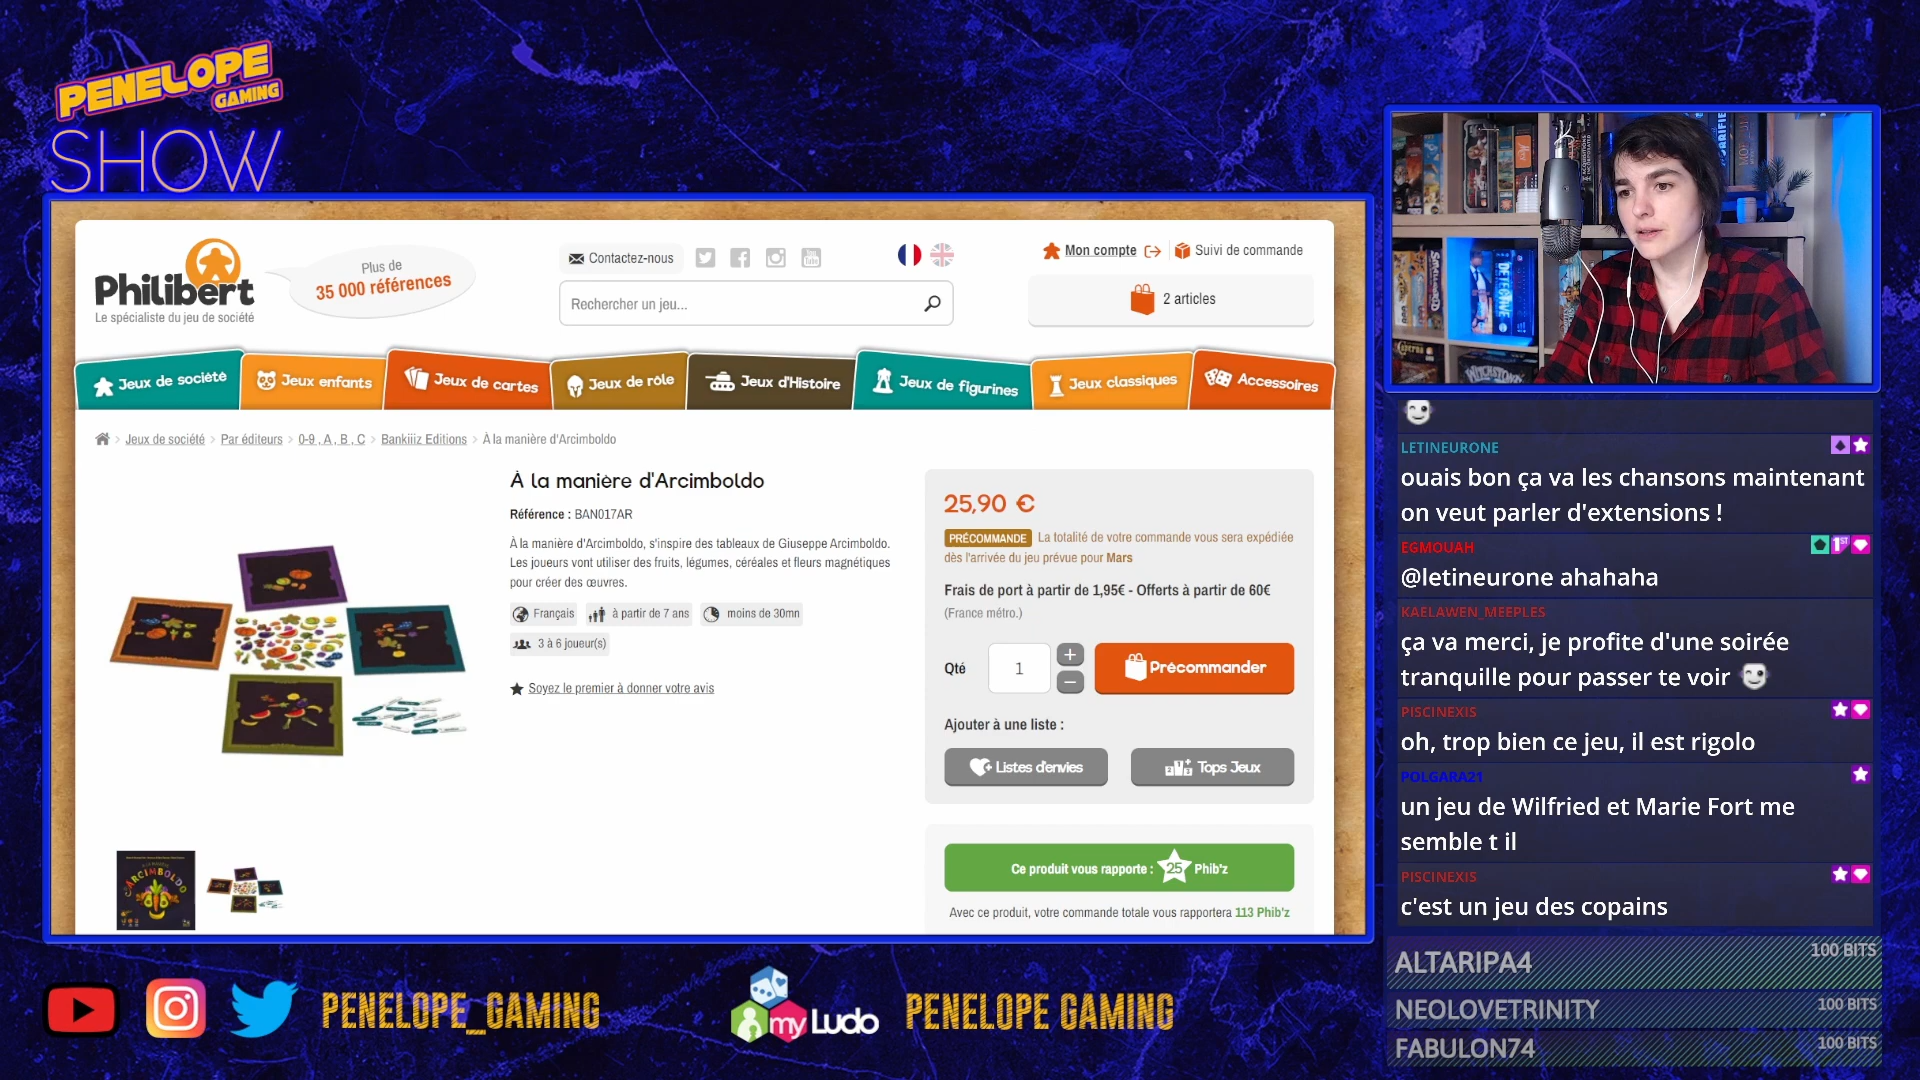 PENELOPE
GAMING
SHOW
Philibert
Le spécialiste du jeu de société
Plus de
35 000 références
Contactez-nous
Rechercher un jeu...
Mon compte
Suivi de commande
2 articles
Jeux de société
Jeux enfants
Jeux de cartes
Jeux de rôle
Jeux d'Histoire
Jeux de figurines
Jeux classiques
Accessoires
Jeux de société > Par éditeurs > 0-9 , A , B , C > Bankiiiz Editions > À la manière d'Arcimboldo
À la manière d'Arcimboldo
Référence : BAN017AR
À la manière d'Arcimboldo, s'inspire des tableaux de Giuseppe Arcimboldo.
Les joueurs vont utiliser des fruits, légumes, céréales et fleurs magnétiques
pour créer des œuvres.
Français
à partir de 7 ans
moins de 30mn
3 à 6 joueur(s)
Soyez le premier à donner votre avis
25,90 €
PRÉCOMMANDE La totalité de votre commande vous sera expédiée
dès l'arrivée du jeu prévue pour Mars
Frais de port à partir de 1,95€ - Offerts à partir de 60€
(France métro.)
Qté
1
Précommander
Ajouter à une liste :
Listes d'envies
Tops Jeux
Ce produit vous rapporte : 25 Phib'z
Avec ce produit, votre commande totale vous rapportera 113 Phib'z
ARCIMBOLDO
DETECTIVE
LETINEURONE
ouais bon ça va les chansons maintenant
on veut parler d'extensions !
EGMOUAH
1ST
@letineurone ahahaha
KAELAWEN_MEEPLES
ça va merci, je profite d'une soirée
tranquille pour passer te voir
PISCINEXIS
oh, trop bien ce jeu, il est rigolo
POLGARA21
un jeu de Wilfried et Marie Fort me
semble t il
PISCINEXIS
c'est un jeu des copains
ALTARIPA4
100 BITS
NEOLOVETRINITY
100 BITS
FABULON74
100 BITS
PENELOPE_GAMING
my Ludo
PENELOPE GAMING